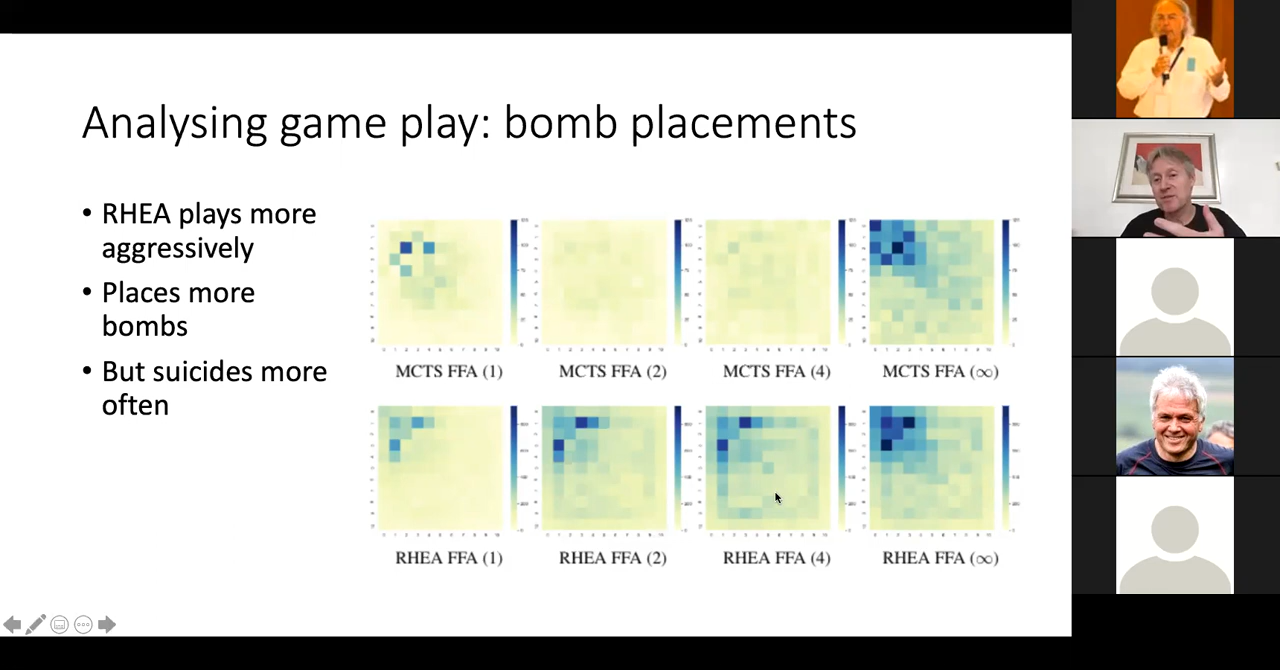 Analysing game play: bomb placements
• RHEA plays more
aggressively
• Places more
bombs
• But suicides more
often
MCTS FFA (1)
MCTS FFA (2)
MCTS FFA (4)
MCTS FFA (∞)
RHEA FFA (1)
RHEA FFA (2)
RHEA FFA (4)
RHEA FFA (∞)